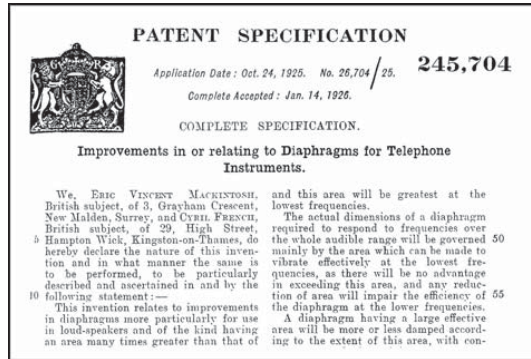 PATENT SPECIFICATION
Application Date: Oct. 24, 1925. No. 26,704/25.
245,704
Complete Accepted: Jan. 14, 1926.
COMPLETE SPECIFICATION.
Improvements in or relating to Diaphragms for Telephone
Instruments.
We, ERIC VINCENT MACKINTOSH,
British subject, of 3, Grayham Crescent,
New Malden, Surrey, and CYRIL FRENCH,
British subject, of 29, High Street,
5 Hampton Wick, Kingston-on-Thames, do
hereby declare the nature of this inven-
tion and in what manner the same is
to be performed, to be particularly
described and ascertained in and by the
10 following statement:—
This invention relates to improvements
in diaphragms more particularly for use
in loud-speakers and of the kind having
an area many times greater than that of
and this area will be greatest at the
lowest frequencies.
The actual dimensions of a diaphragm
required to respond to frequencies over
the whole audible range will be governed 50
mainly by the area which can be made to
vibrate effectively at the lowest fre-
quencies, as there will be no advantage
in exceeding this area, and any reduc-
tion of area will impair the efficiency of 55
the diaphragm at the lower frequencies.
A diaphragm having a large effective
area will be more or less damped accord-
ing to the extent of this area, with con-